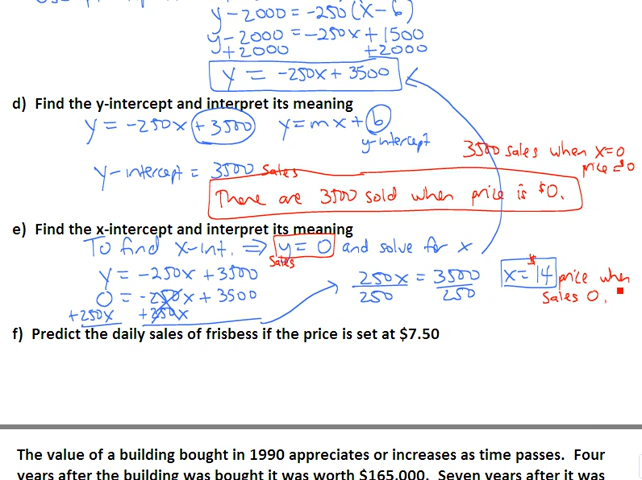 y - 2000 = -250 (x - 6)
y - 2000 = -250x + 1500
+ 2000 + 2000
y = -250x + 3500
d) Find the y-intercept and interpret its meaning
y = -250x + 3500 y = mx + b
y-intercept
3500 sales when x=0
price = 0
y-intercept = 3500 sales
There are 3500 sold when price is $0.
e) Find the x-intercept and interpret its meaning
To find x-int. ⇒ y = 0 and solve for x
sales
y = -250x + 3500
0 = -250x + 3500
+250x +250x
250x = 3500
250 250
x = $14 price when
sales 0.
f) Predict the daily sales of frisbess if the price is set at $7.50
The value of a building bought in 1990 appreciates or increases as time passes. Four
years after the building was bought it was worth $165,000. Seven years after it was